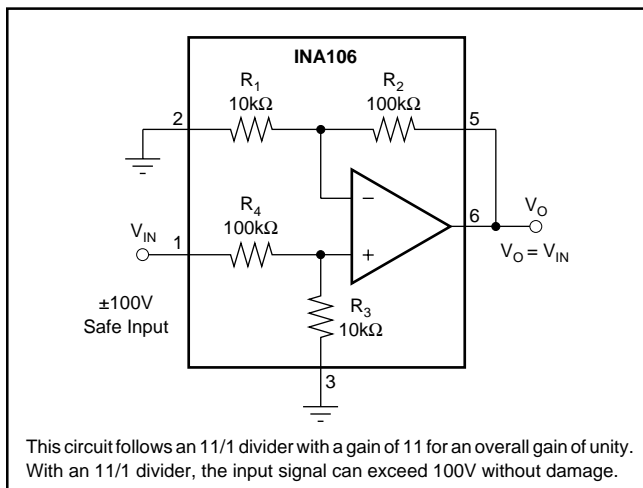 INA106
R1
10kΩ
R2
100kΩ
2
5
R4
100kΩ
VIN
1
−
+
6
VO
VO = VIN
±100V
Safe Input
R3
10kΩ
3
This circuit follows an 11/1 divider with a gain of 11 for an overall gain of unity.
With an 11/1 divider, the input signal can exceed 100V without damage.